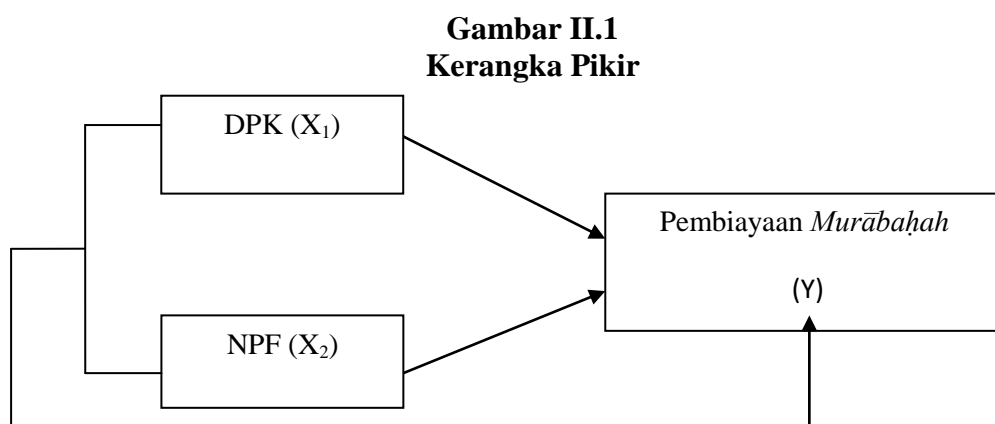 Gambar II.1
Kerangka Pikir
DPK (X₁)
Pembiayaan Murābaḥah
(Y)
NPF (X₂)